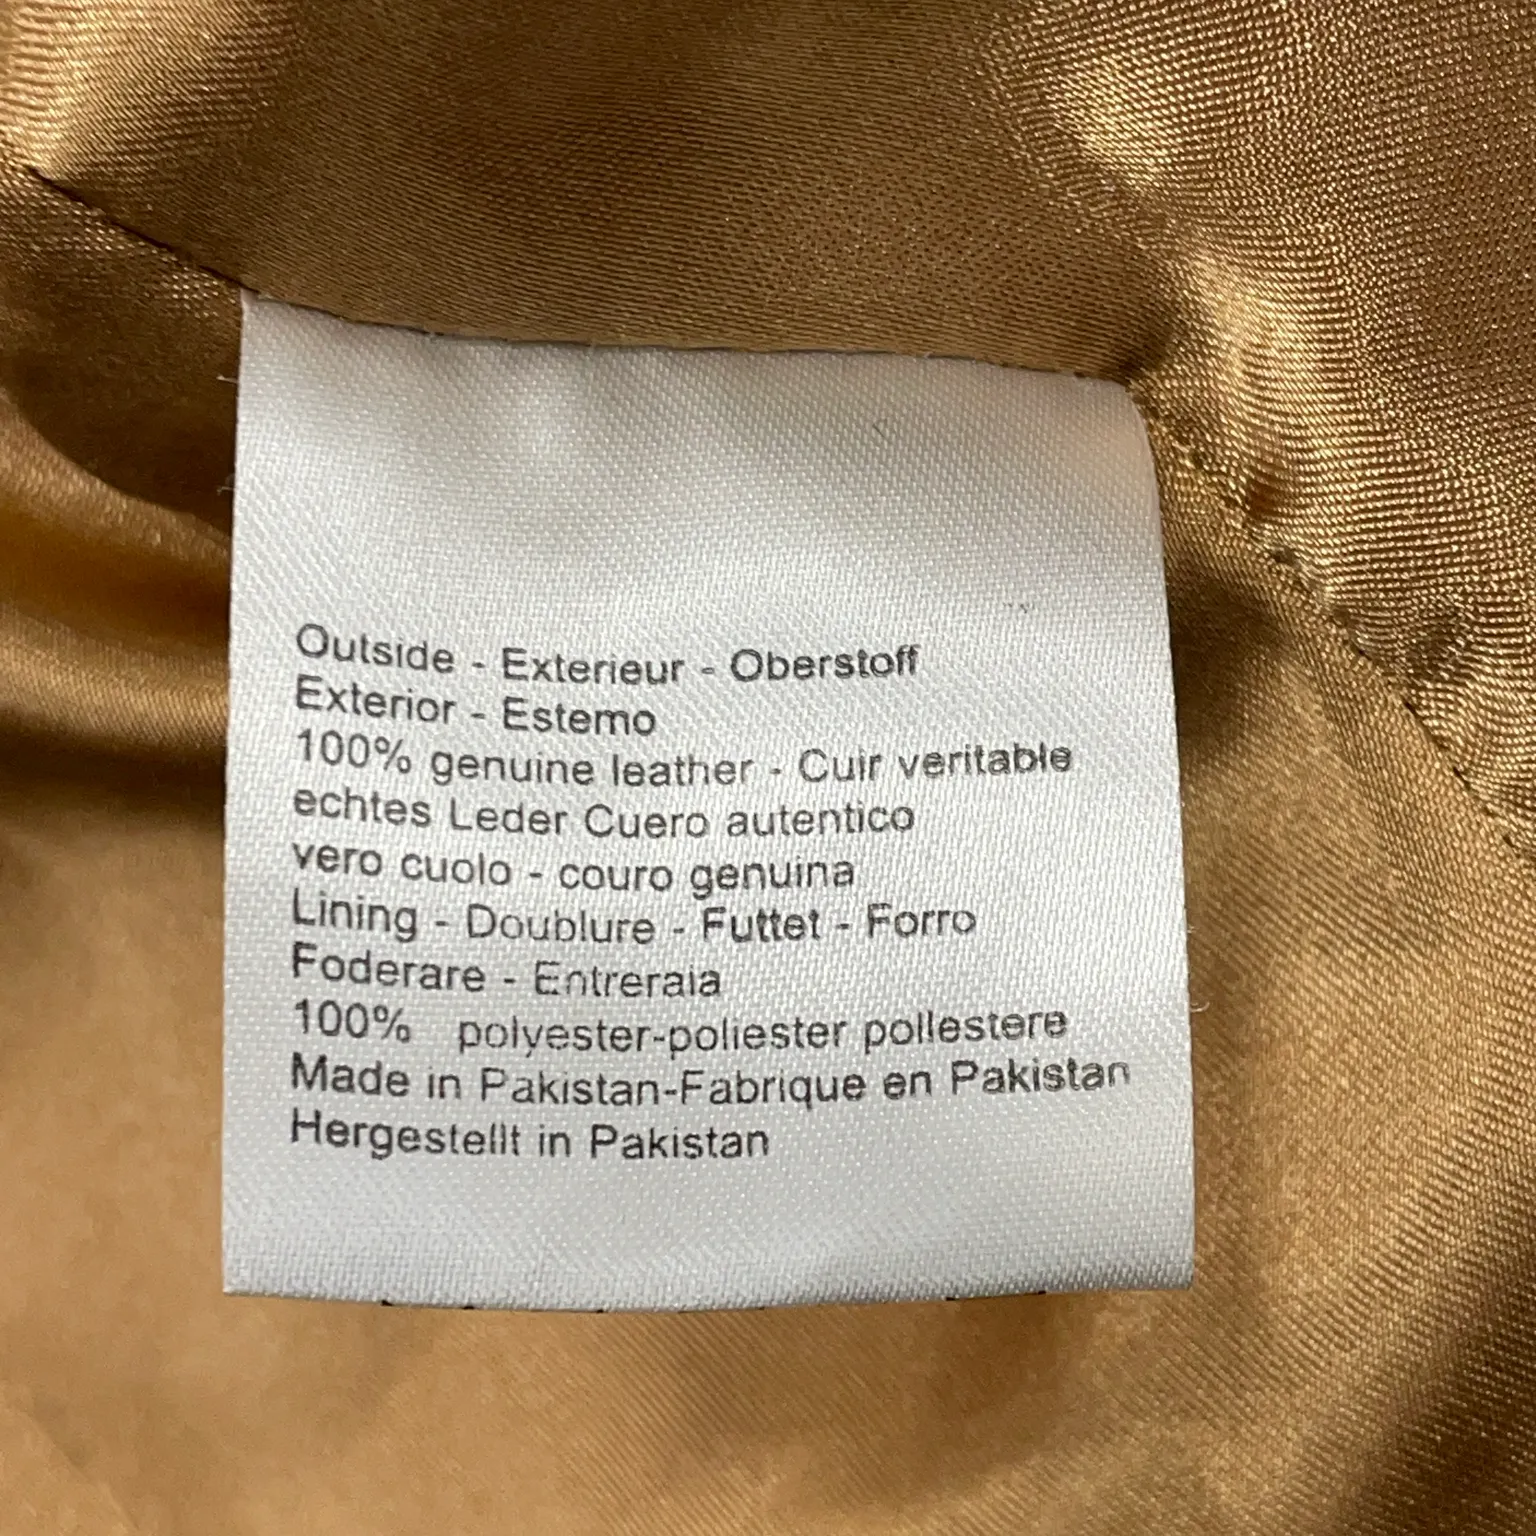 Outside - Exterieur - Oberstoff
Exterior - Estemo
100% genuine leather - Cuir veritable
echtes Leder Cuero autentico
vero cuolo - couro genuina
Lining - Doublure - Futtet - Forro
Foderare - Entreraia
100% polyester-poliester pollestere
Made in Pakistan-Fabrique en Pakistan
Hergestellt in Pakistan